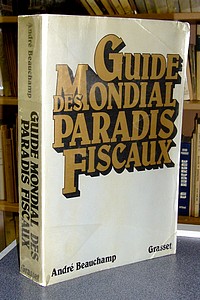 GUIDE
MONDIAL
DES
PARADIS
FISCAUX
André Beauchamp
Grasset
André Beauchamp
GUIDE MONDIAL DES
PARADIS FISCAUX
Grasset